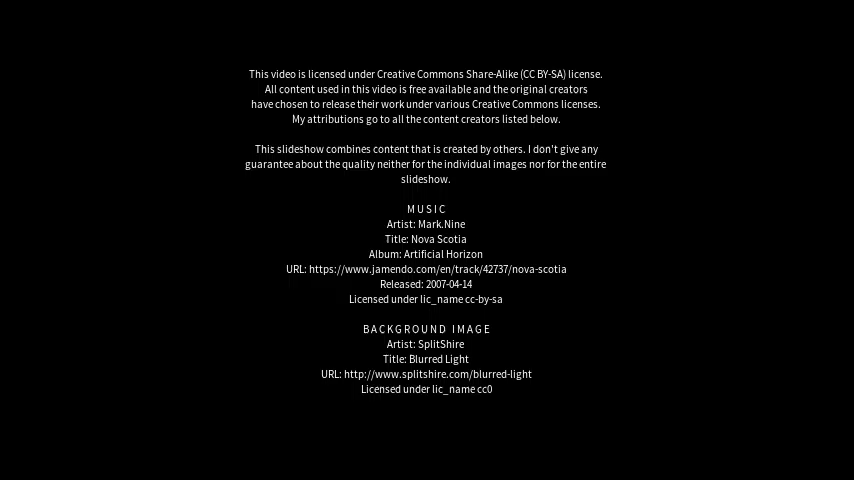 This video is licensed under Creative Commons Share-Alike (CC BY-SA) license.
All content used in this video is free available and the original creators
have chosen to release their work under various Creative Commons licenses.
My attributions go to all the content creators listed below.
This slideshow combines content that is created by others. I don't give any
guarantee about the quality neither for the individual images nor for the entire
slideshow.
MUSIC
Artist: Mark.Nine
Title: Nova Scotia
Album: Artificial Horizon
URL: https://www.jamendo.com/en/track/42737/nova-scotia
Released: 2007-04-14
Licensed under lic_name cc-by-sa
BACKGROUND IMAGE
Artist: SplitShire
Title: Blurred Light
URL: http://www.splitshire.com/blurred-light
Licensed under lic_name cc0